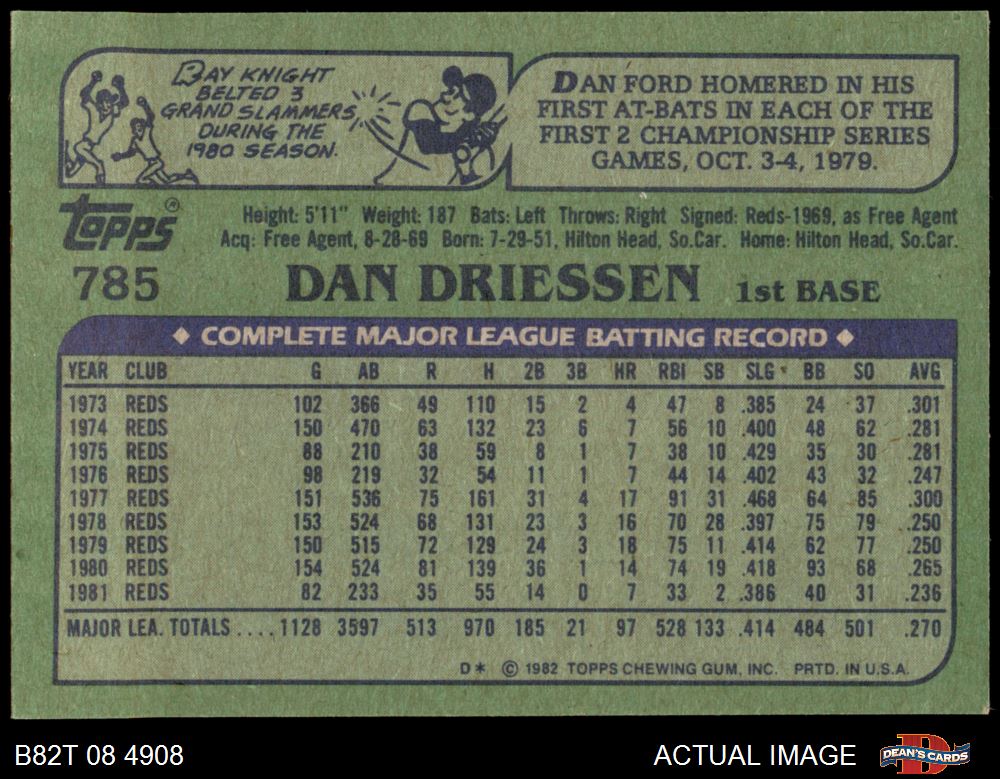 RAY KNIGHT
BELTED 3
GRAND SLAMMERS
DURING THE
1980 SEASON.
DAN FORD HOMERED IN HIS
FIRST AT-BATS IN EACH OF THE
FIRST 2 CHAMPIONSHIP SERIES
GAMES, OCT. 3-4, 1979.
topps®
Height: 5'11" Weight: 187 Bats: Left Throws: Right Signed: Reds-1969, as Free Agent
Acq: Free Agent, 8-28-69 Born: 7-29-51, Hilton Head, So.Car. Home: Hilton Head, So.Car.
785 DAN DRIESSEN 1st BASE
◆ COMPLETE MAJOR LEAGUE BATTING RECORD ◆
YEAR CLUB G AB R H 2B 3B HR RBI SB SLG BB SO AVG
1973 REDS 102 366 49 110 15 2 4 47 8 .385 24 37 .301
1974 REDS 150 470 63 132 23 6 7 56 10 .400 48 62 .281
1975 REDS 88 210 38 59 8 1 7 38 10 .429 35 30 .281
1976 REDS 98 219 32 54 11 1 7 44 14 .402 43 32 .247
1977 REDS 151 536 75 161 31 4 17 91 31 .468 64 85 .300
1978 REDS 153 524 68 131 23 3 16 70 28 .397 75 79 .250
1979 REDS 150 515 72 129 24 3 18 75 11 .414 62 77 .250
1980 REDS 154 524 81 139 36 1 14 74 19 .418 93 68 .265
1981 REDS 82 233 35 55 14 0 7 33 2 .386 40 31 .236
MAJOR LEA. TOTALS ....1128 3597 513 970 185 21 97 528 133 .414 484 501 .270
D* © 1982 TOPPS CHEWING GUM, INC. PRTD. IN U.S.A.
B82T 08 4908
ACTUAL IMAGE
D
DEAN'S CARDS